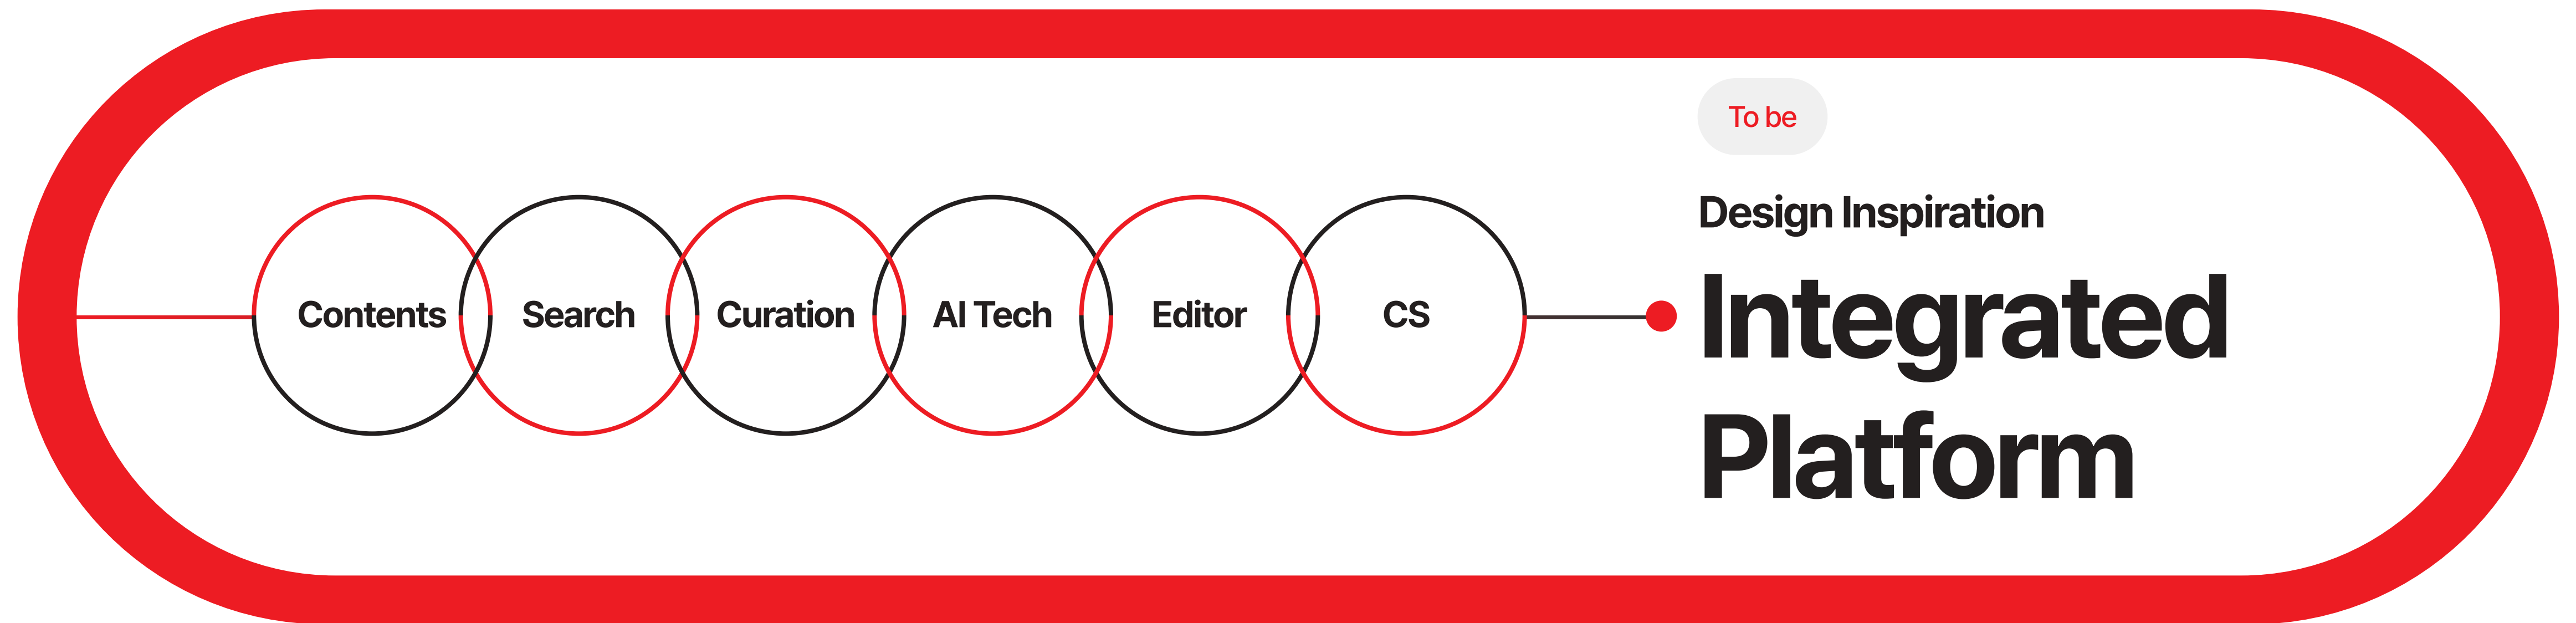 Contents
Search
Curation
AI Tech
Editor
CS
To be
Design Inspiration
Integrated
Platform